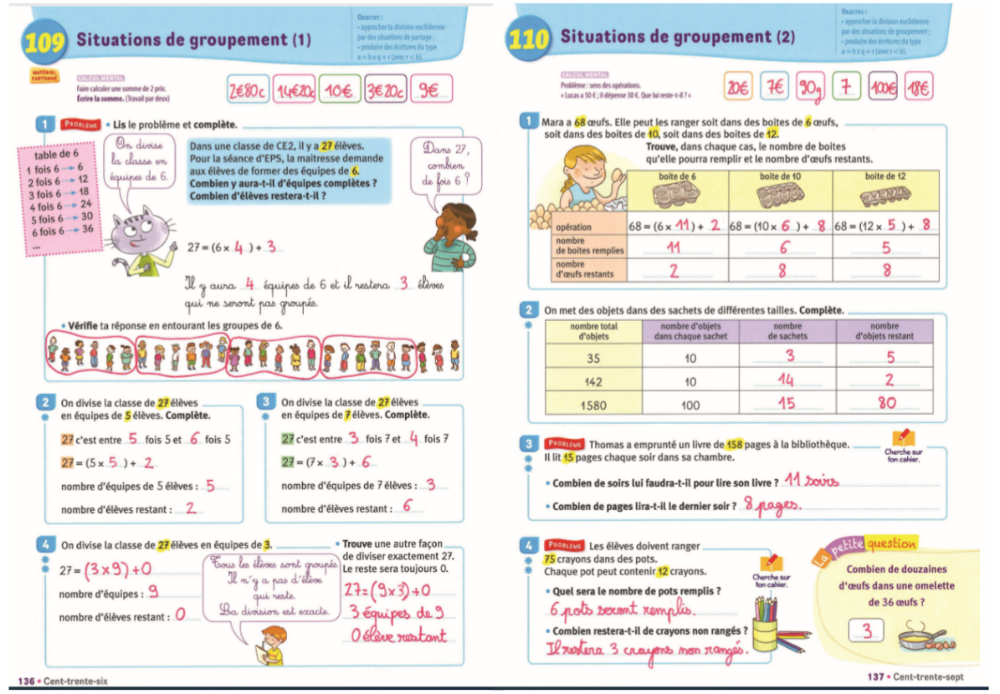 109 Situations de groupement (1)
OBJECTIFS :
• approcher la division euclidienne
par des situations de partage ;
• produire des écritures du type
a = b x q + r (avec r < b).
MATÉRIEL
CARTONNÉ
CALCUL MENTAL
Faire calculer une somme de 2 prix.
Écrire la somme. (Travail par deux)
2€80c 14€20c 10€ 3€20c 9€
1 PROBLÈME • Lis le problème et complète.
table de 6
1 fois 6 → 6
2 fois 6 → 12
3 fois 6 → 18
4 fois 6 → 24
5 fois 6 → 30
6 fois 6 → 36
...
On divise
la classe en
équipes de 6.
Dans une classe de CE2, il y a 27 élèves.
Pour la séance d'EPS, la maitresse demande
aux élèves de former des équipes de 6.
Combien y aura-t-il d'équipes complètes ?
Combien d'élèves restera-t-il ?
Dans 27,
combien
de fois 6 ?
27 = (6 x 4 ) + 3
Il y aura 4 équipes de 6 et il restera 3 élèves
qui ne seront pas groupés.
• Vérifie ta réponse en entourant les groupes de 6.
2 On divise la classe de 27 élèves
en équipes de 5 élèves. Complète.
27 c'est entre 5 fois 5 et 6 fois 5
27 = (5 x 5 ) + 2
nombre d'équipes de 5 élèves : 5
nombre d'élèves restant : 2
3 On divise la classe de 27 élèves
en équipes de 7 élèves. Complète.
27 c'est entre 3 fois 7 et 4 fois 7
27 = (7 x 3 ) + 6
nombre d'équipes de 7 élèves : 3
nombre d'élèves restant : 6
4 On divise la classe de 27 élèves en équipes de 3.
27 = (3 x 9) + 0
nombre d'équipes : 9
nombre d'élèves restant : 0
Tous les élèves sont groupés.
Il n'y a pas d'élève
qui reste.
La division est exacte.
• Trouve une autre façon
de diviser exactement 27.
Le reste sera toujours 0.
27 = (9 x 3) + 0
3 équipes de 9
0 élève restant
136 • Cent-trente-six
110 Situations de groupement (2)
OBJECTIFS :
• approcher la division euclidienne
par des situations de groupement ;
• produire des écritures du type
a = b x q + r (avec r < b).
CALCUL MENTAL
Problème : sens des opérations.
« Lucas a 50 € ; il dépense 30 €. Que lui reste-t-il ? »
20€ 7€ 90g 7 100€ 18€
1 Mara a 68 œufs. Elle peut les ranger soit dans des boites de 6 œufs,
soit dans des boites de 10, soit dans des boites de 12.
Trouve, dans chaque cas, le nombre de boites
qu'elle pourra remplir et le nombre d'œufs restants.
boite de 6 boite de 10 boite de 12
opération 68 = (6 x 11 ) + 2 68 = (10 x 6 ) + 8 68 = (12 x 5 ) + 8
nombre
de boites remplies 11 6 5
nombre
d'œufs restants 2 8 8
2 On met des objets dans des sachets de différentes tailles. Complète.
nombre total nombre d'objets nombre nombre
d'objets dans chaque sachet de sachets d'objets restant
35 10 3 5
142 10 14 2
1580 100 15 80
3 PROBLÈME Thomas a emprunté un livre de 158 pages à la bibliothèque.
Il lit 15 pages chaque soir dans sa chambre.
Cherche sur
ton cahier.
• Combien de soirs lui faudra-t-il pour lire son livre ? 11 soirs
• Combien de pages lira-t-il le dernier soir ? 8 pages.
4 PROBLÈME Les élèves doivent ranger
75 crayons dans des pots.
Chaque pot peut contenir 12 crayons.
Cherche sur
ton cahier.
• Quel sera le nombre de pots remplis ?
6 pots seront remplis.
• Combien restera-t-il de crayons non rangés ?
Il restera 3 crayons non rangés.
La petite question
Combien de douzaines
d'œufs dans une omelette
de 36 œufs ?
3
137 • Cent-trente-sept